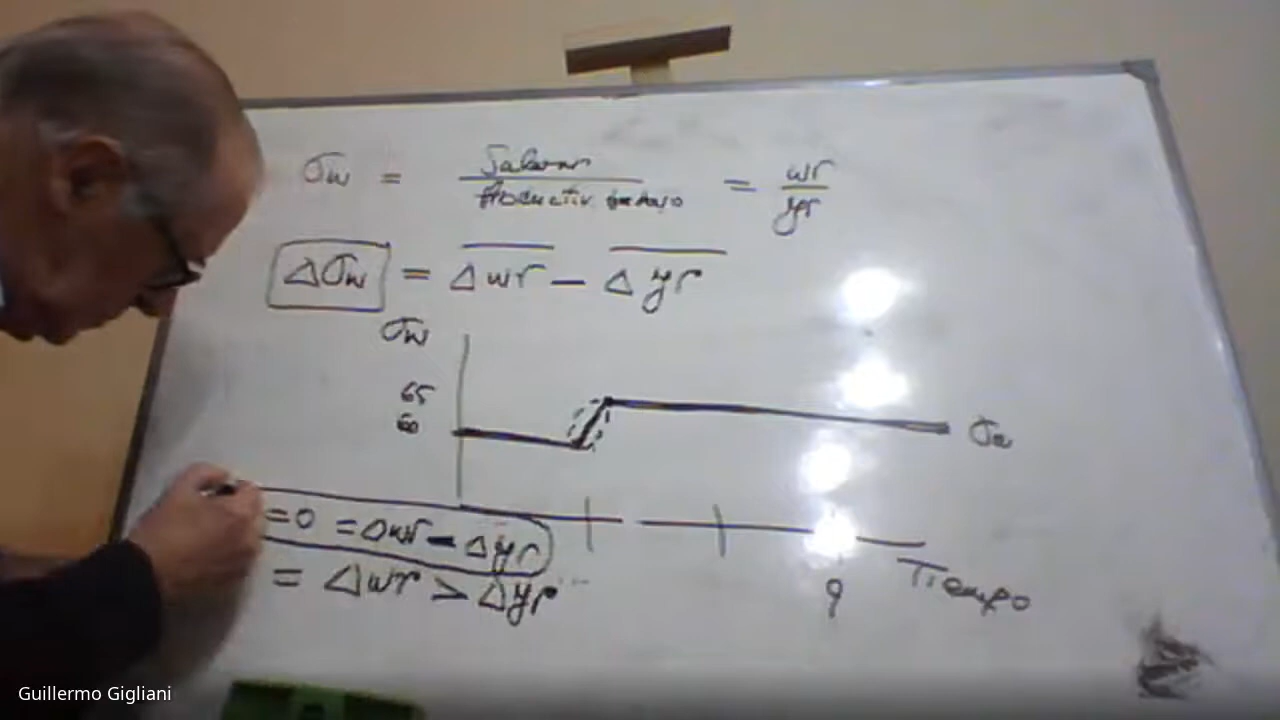 σw = Salario / Productiv trabajo = wr / yr
Δσw = Δwr − Δyr
σw
65
60
σw
= 0 = Δwr − Δyr
= Δwr > Δyr
9
Tiempo
Guillermo Gigliani